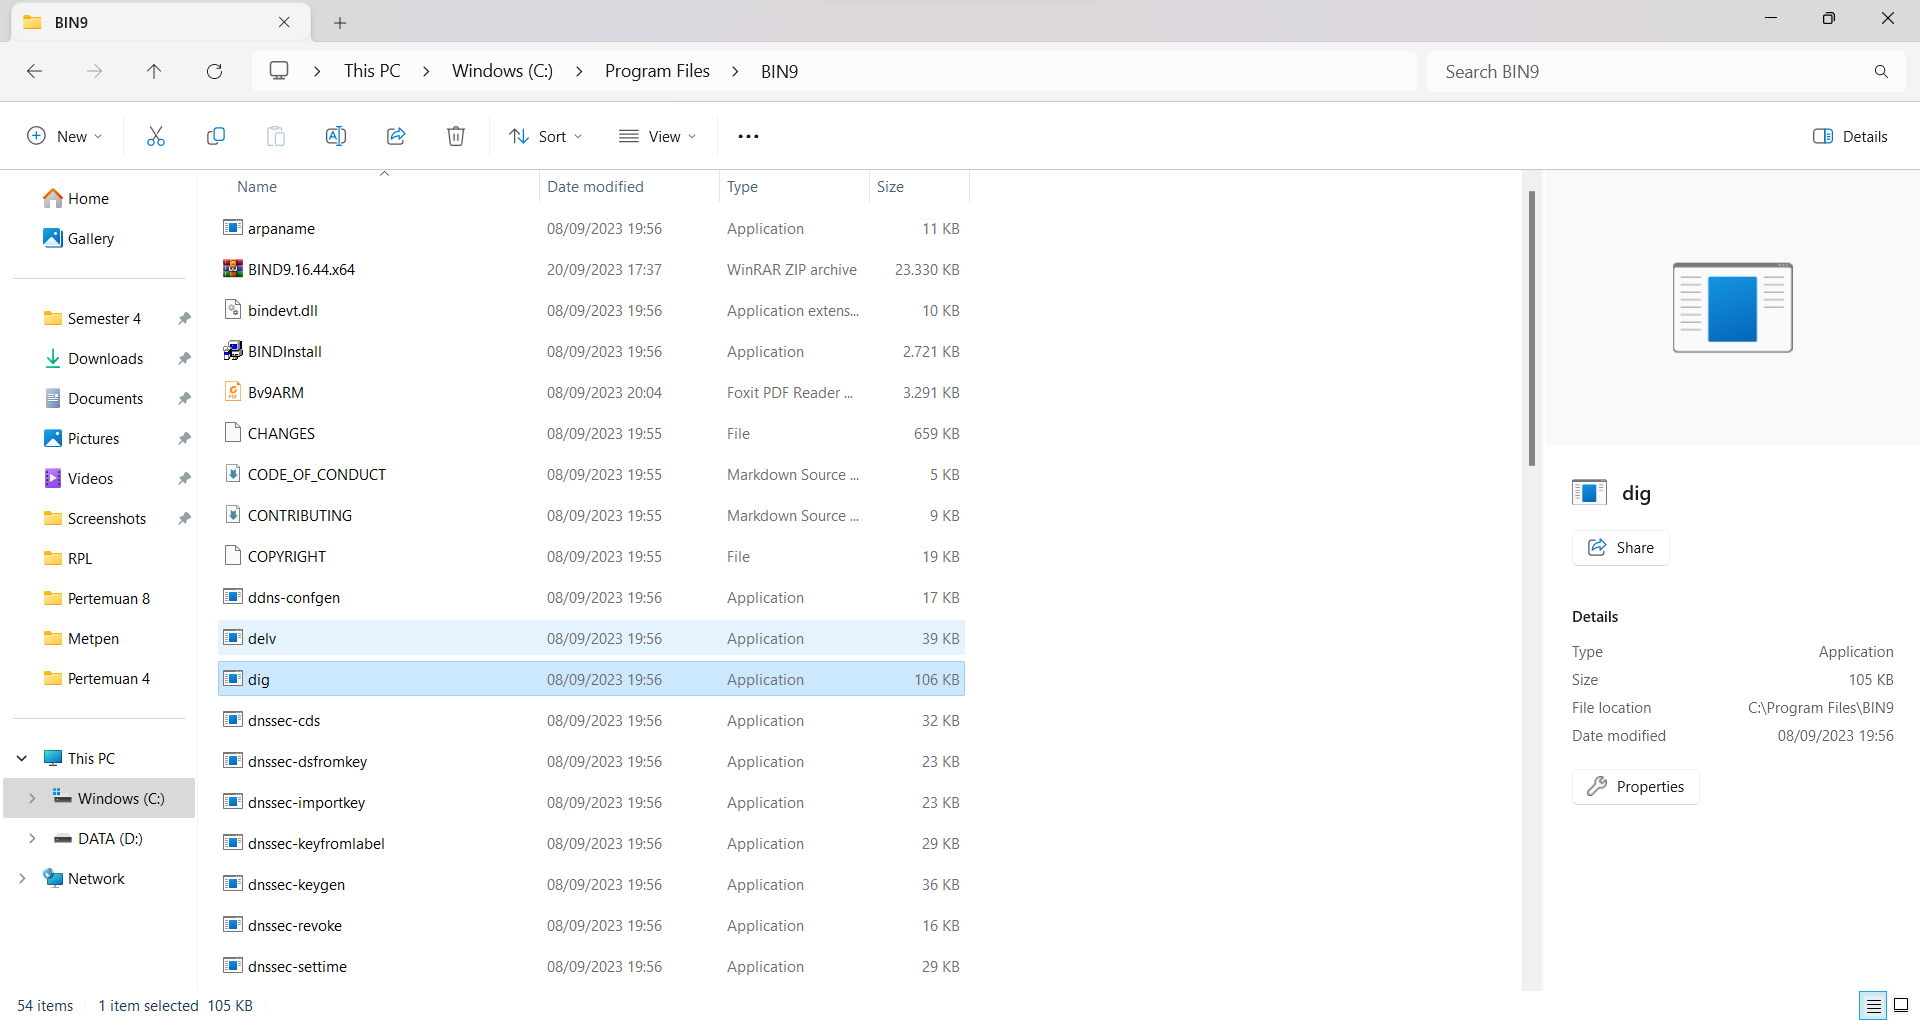 BIN9
This PC > Windows (C:) > Program Files > BIN9
Search BIN9
New
Sort
View
Details
Home
Gallery
Semester 4
Downloads
Documents
Pictures
Videos
Screenshots
RPL
Pertemuan 8
Metpen
Pertemuan 4
This PC
Windows (C:)
DATA (D:)
Network
Name Date modified Type Size
arpaname 08/09/2023 19:56 Application 11 KB
BIND9.16.44.x64 20/09/2023 17:37 WinRAR ZIP archive 23.330 KB
bindevt.dll 08/09/2023 19:56 Application extens... 10 KB
BINDInstall 08/09/2023 19:56 Application 2.721 KB
Bv9ARM 08/09/2023 20:04 Foxit PDF Reader ... 3.291 KB
CHANGES 08/09/2023 19:55 File 659 KB
CODE_OF_CONDUCT 08/09/2023 19:55 Markdown Source ... 5 KB
CONTRIBUTING 08/09/2023 19:55 Markdown Source ... 9 KB
COPYRIGHT 08/09/2023 19:55 File 19 KB
ddns-confgen 08/09/2023 19:56 Application 17 KB
delv 08/09/2023 19:56 Application 39 KB
dig 08/09/2023 19:56 Application 106 KB
dnssec-cds 08/09/2023 19:56 Application 32 KB
dnssec-dsfromkey 08/09/2023 19:56 Application 23 KB
dnssec-importkey 08/09/2023 19:56 Application 23 KB
dnssec-keyfromlabel 08/09/2023 19:56 Application 29 KB
dnssec-keygen 08/09/2023 19:56 Application 36 KB
dnssec-revoke 08/09/2023 19:56 Application 16 KB
dnssec-settime 08/09/2023 19:56 Application 29 KB
dig
Share
Details
Type Application
Size 105 KB
File location C:\Program Files\BIN9
Date modified 08/09/2023 19:56
Properties
54 items 1 item selected 105 KB